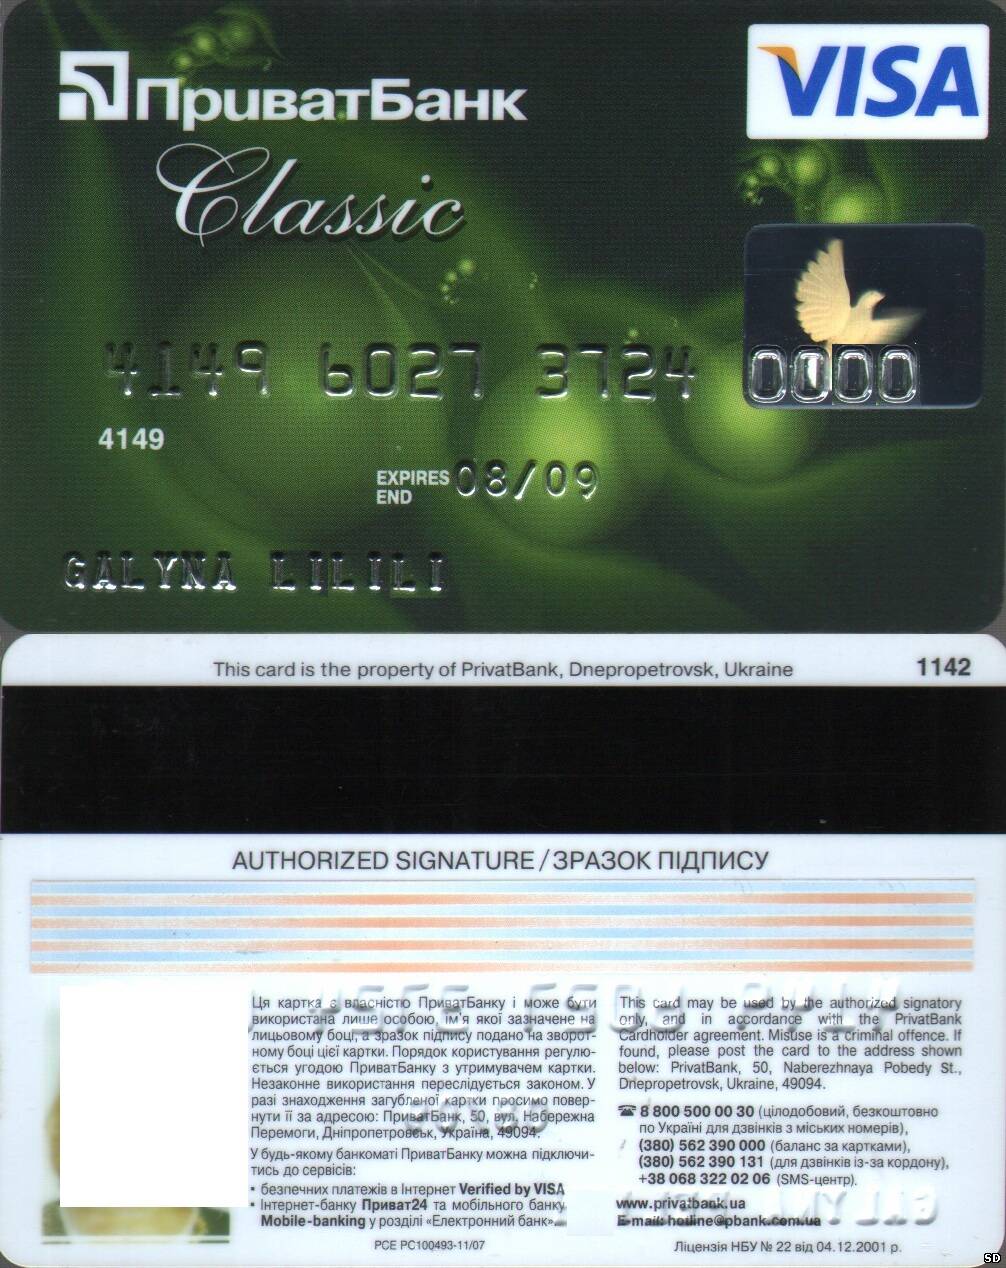 ПриватБанк
VISA
Classic
4149 6027 3724 0000
4149
EXPIRES END 08/09
GALYNA LILILI
This card is the property of PrivatBank, Dnepropetrovsk, Ukraine 1142
AUTHORIZED SIGNATURE / ЗРАЗОК ПІДПИСУ
Ця картка є власністю ПриватБанку і може бути
використана лише особою, ім'я якої зазначене на
лицьовому боці, а зразок підпису подано на зворот-
ному боці цієї картки. Порядок користування регулю-
ється угодою ПриватБанку з утримувачем картки.
Незаконне використання переслідується законом. У
разі знаходження загубленої картки просимо повер-
нути її за адресою: ПриватБанк, 50, вул. Набережна
Перемоги, Дніпропетровськ, Україна, 49094.
У будь-якому банкоматі ПриватБанку можна підключи-
тись до сервісів:
• безпечних платежів в Інтернет Verified by VISA
• Інтернет-банку Приват24 та мобільного банку
Mobile-banking у розділі «Електронний банк».
РСЕ PC100493-11/07
This card may be used by the authorized signatory
only, and in accordance with the PrivatBank
Cardholder agreement. Misuse is a criminal offence. If
found, please post the card to the address shown
below: PrivatBank, 50, Naberezhnaya Pobedy St.,
Dnepropetrovsk, Ukraine, 49094.
☎ 8 800 500 00 30 (цілодобовий, безкоштовно
по Україні для дзвінків з міських номерів),
(380) 562 390 000 (баланс за картками),
(380) 562 390 131 (для дзвінків із-за кордону),
+38 068 322 02 06 (SMS-центр).
www.privatbank.ua
E-mail: hotline@pbank.com.ua
Ліцензія НБУ № 22 від 04.12.2001 р.
SD